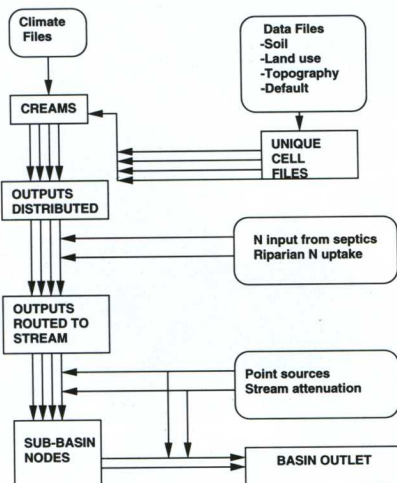 Climate
Files
Data Files
-Soil
-Land use
-Topography
-Default
CREAMS
UNIQUE
CELL
FILES
OUTPUTS
DISTRIBUTED
N input from septics
Riparian N uptake
OUTPUTS
ROUTED TO
STREAM
Point sources
Stream attenuation
SUB-BASIN
NODES
BASIN OUTLET